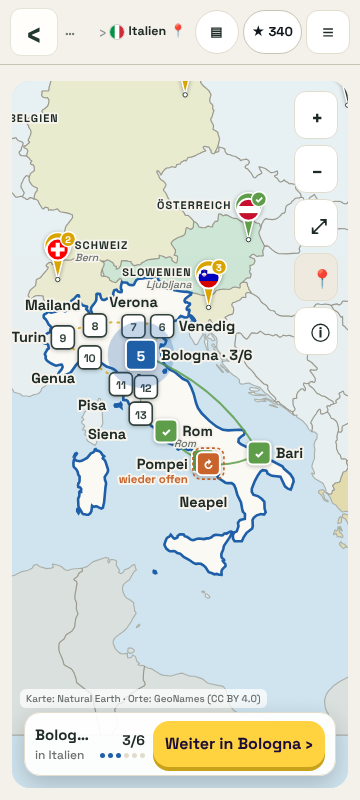 <
...
> Italien
★ 340
≡
BELGIEN
+
−
ÖSTERREICH
2
SCHWEIZ
Bern
SLOWENIEN
3
Ljubljana
Mailand
Verona
Turin
9
8
7
6
Venedig
10
5
Bologna · 3/6
Genua
11
12
Pisa
13
Siena
Rom
Rom
Pompei
wieder offen
Bari
Neapel
Karte: Natural Earth · Orte: GeoNames (CC BY 4.0)
Bolog...
3/6
in Italien
Weiter in Bologna >